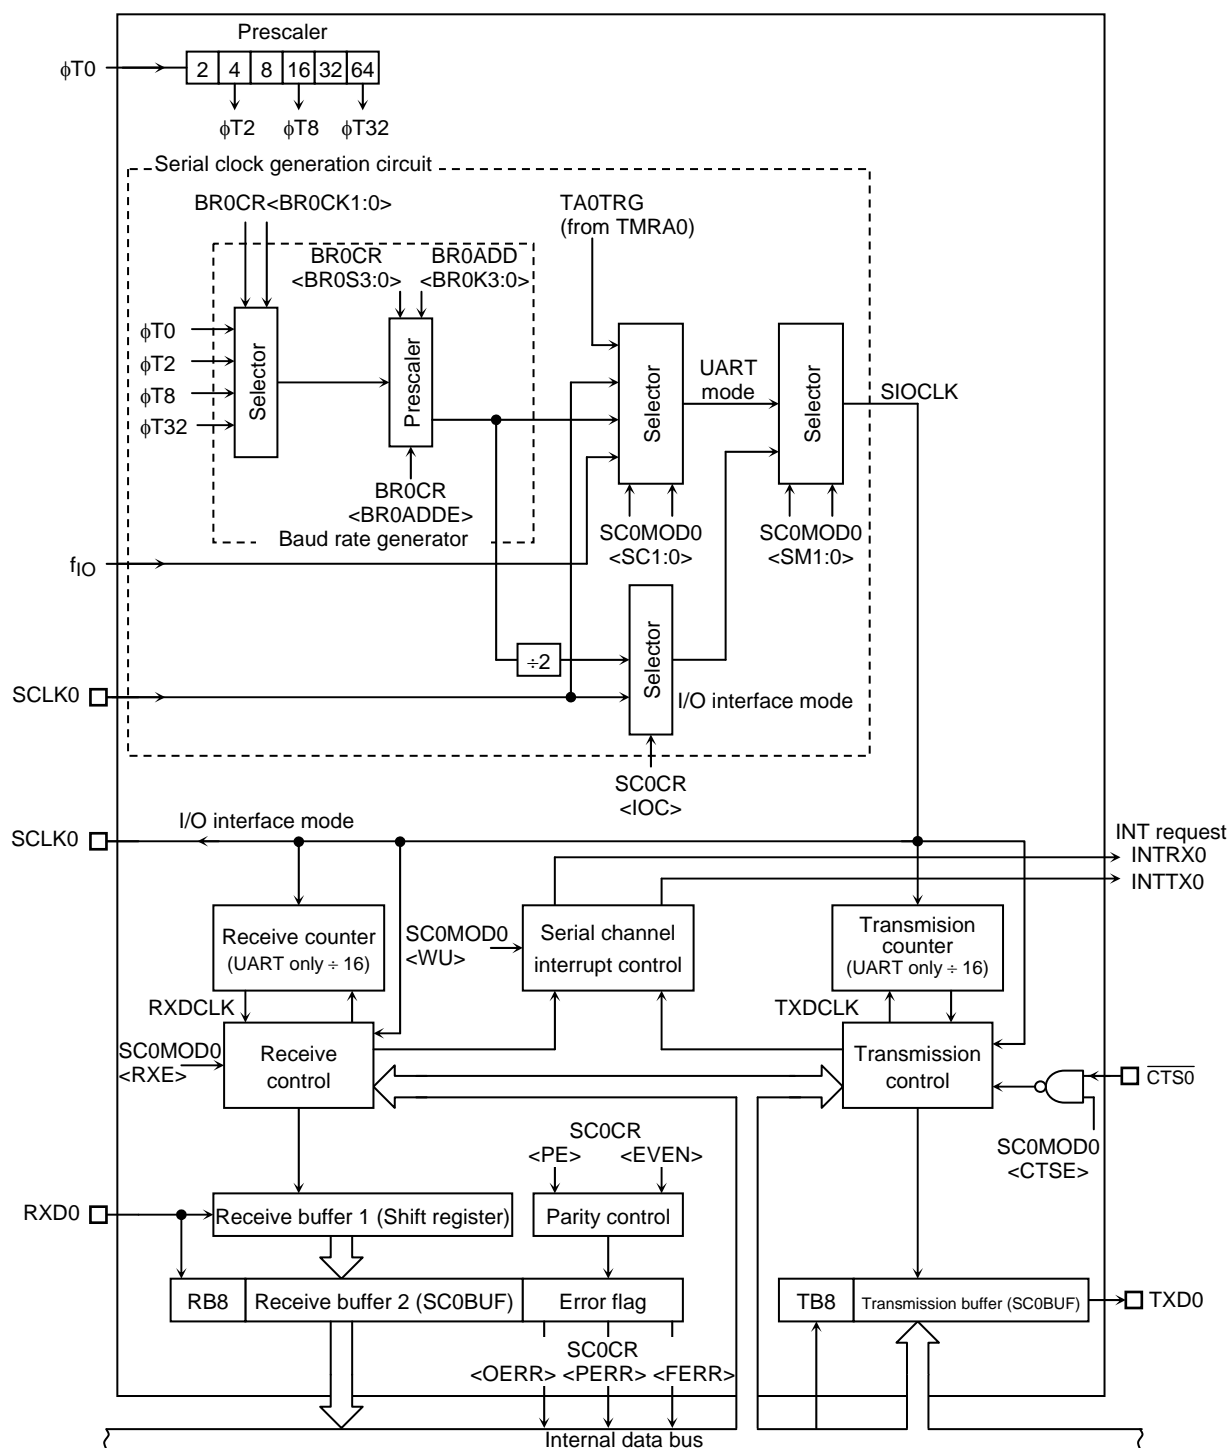 Prescaler
ϕT0
2 4 8 16 32 64
ϕT2 ϕT8 ϕT32
Serial clock generation circuit
BR0CR<BR0CK1:0>
TA0TRG
(from TMRA0)
BR0CR
<BR0S3:0>
BR0ADD
<BR0K3:0>
ϕT0
ϕT2
ϕT8
ϕT32
Selector
Prescaler
Selector
UART
mode
Selector
SIOCLK
BR0CR
<BR0ADDE>
Baud rate generator
SC0MOD0
<SC1:0>
SC0MOD0
<SM1:0>
fIO
÷2
Selector
SCLK0
I/O interface mode
SC0CR
<IOC>
SCLK0
I/O interface mode
INT request
INTRX0
INTTX0
Receive counter
(UART only ÷ 16)
SC0MOD0
<WU>
Serial channel
interrupt control
Transmision
counter
(UART only ÷ 16)
RXDCLK
TXDCLK
SC0MOD0
<RXE>
Receive
control
Transmission
control
CTS0
SC0MOD0
<CTSE>
SC0CR
<PE> <EVEN>
RXD0
Receive buffer 1 (Shift register)
Parity control
RB8
Receive buffer 2 (SC0BUF)
Error flag
TB8
Transmission buffer (SC0BUF)
TXD0
SC0CR
<OERR> <PERR> <FERR>
Internal data bus